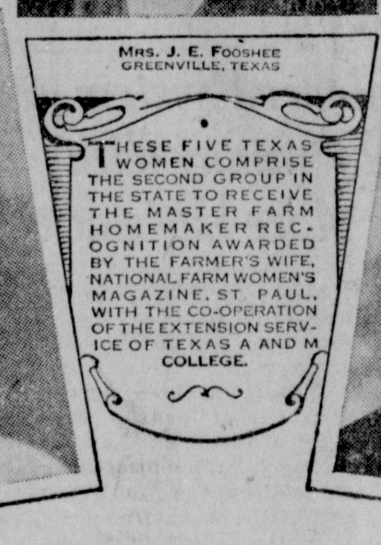 MRS. J. E. FOOSHEE
GREENVILLE, TEXAS
THESE FIVE TEXAS
WOMEN COMPRISE
THE SECOND GROUP IN
THE STATE TO RECEIVE
THE MASTER FARM
HOMEMAKER REC-
OGNITION AWARDED
BY THE FARMER'S WIFE,
NATIONAL FARM WOMEN'S
MAGAZINE, ST. PAUL,
WITH THE CO-OPERATION
OF THE EXTENSION SERV-
ICE OF TEXAS A AND M
COLLEGE.